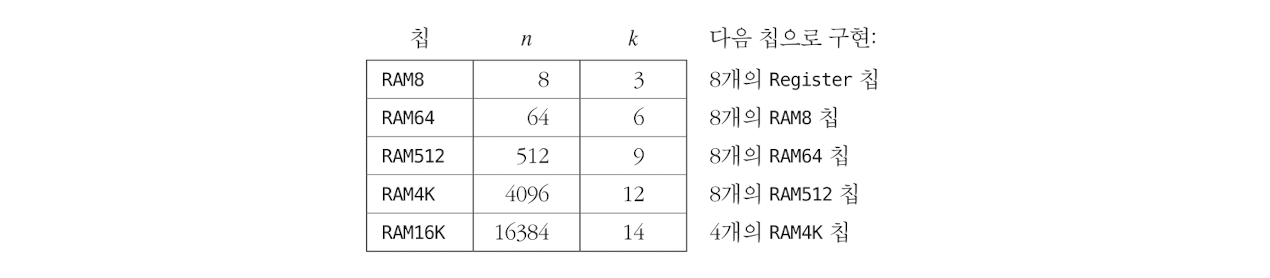 칩 n k 다음 칩으로 구현:
RAM8 8 3 8개의 Register 칩
RAM64 64 6 8개의 RAM8 칩
RAM512 512 9 8개의 RAM64 칩
RAM4K 4096 12 8개의 RAM512 칩
RAM16K 16384 14 4개의 RAM4K 칩